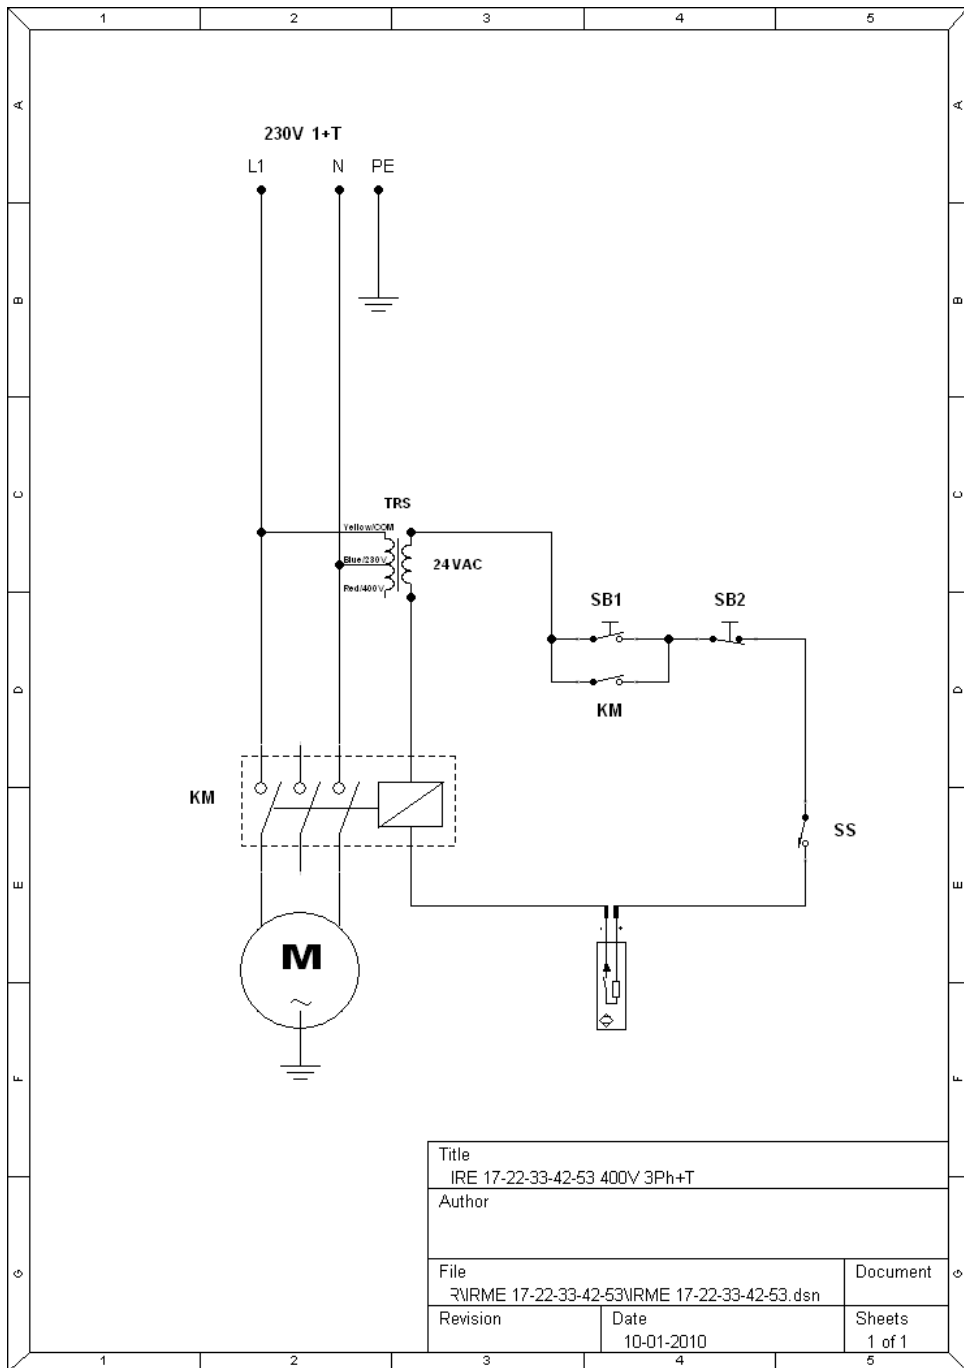 1 2 3 4 5
A A
230V 1+T
L1 N PE
B B
C C
TRS
Yellow/COM
Blue/230V
24VAC
Red/400V
SB1 SB2
D D
KM
KM
SS
E E
M
~
F F
Title
IRE 17-22-33-42-53 400V 3Ph+T
Author
G G
File Document
R\IRME 17-22-33-42-53\IRME 17-22-33-42-53.dsn
Revision Date Sheets
10-01-2010 1 of 1
1 2 3 4 5